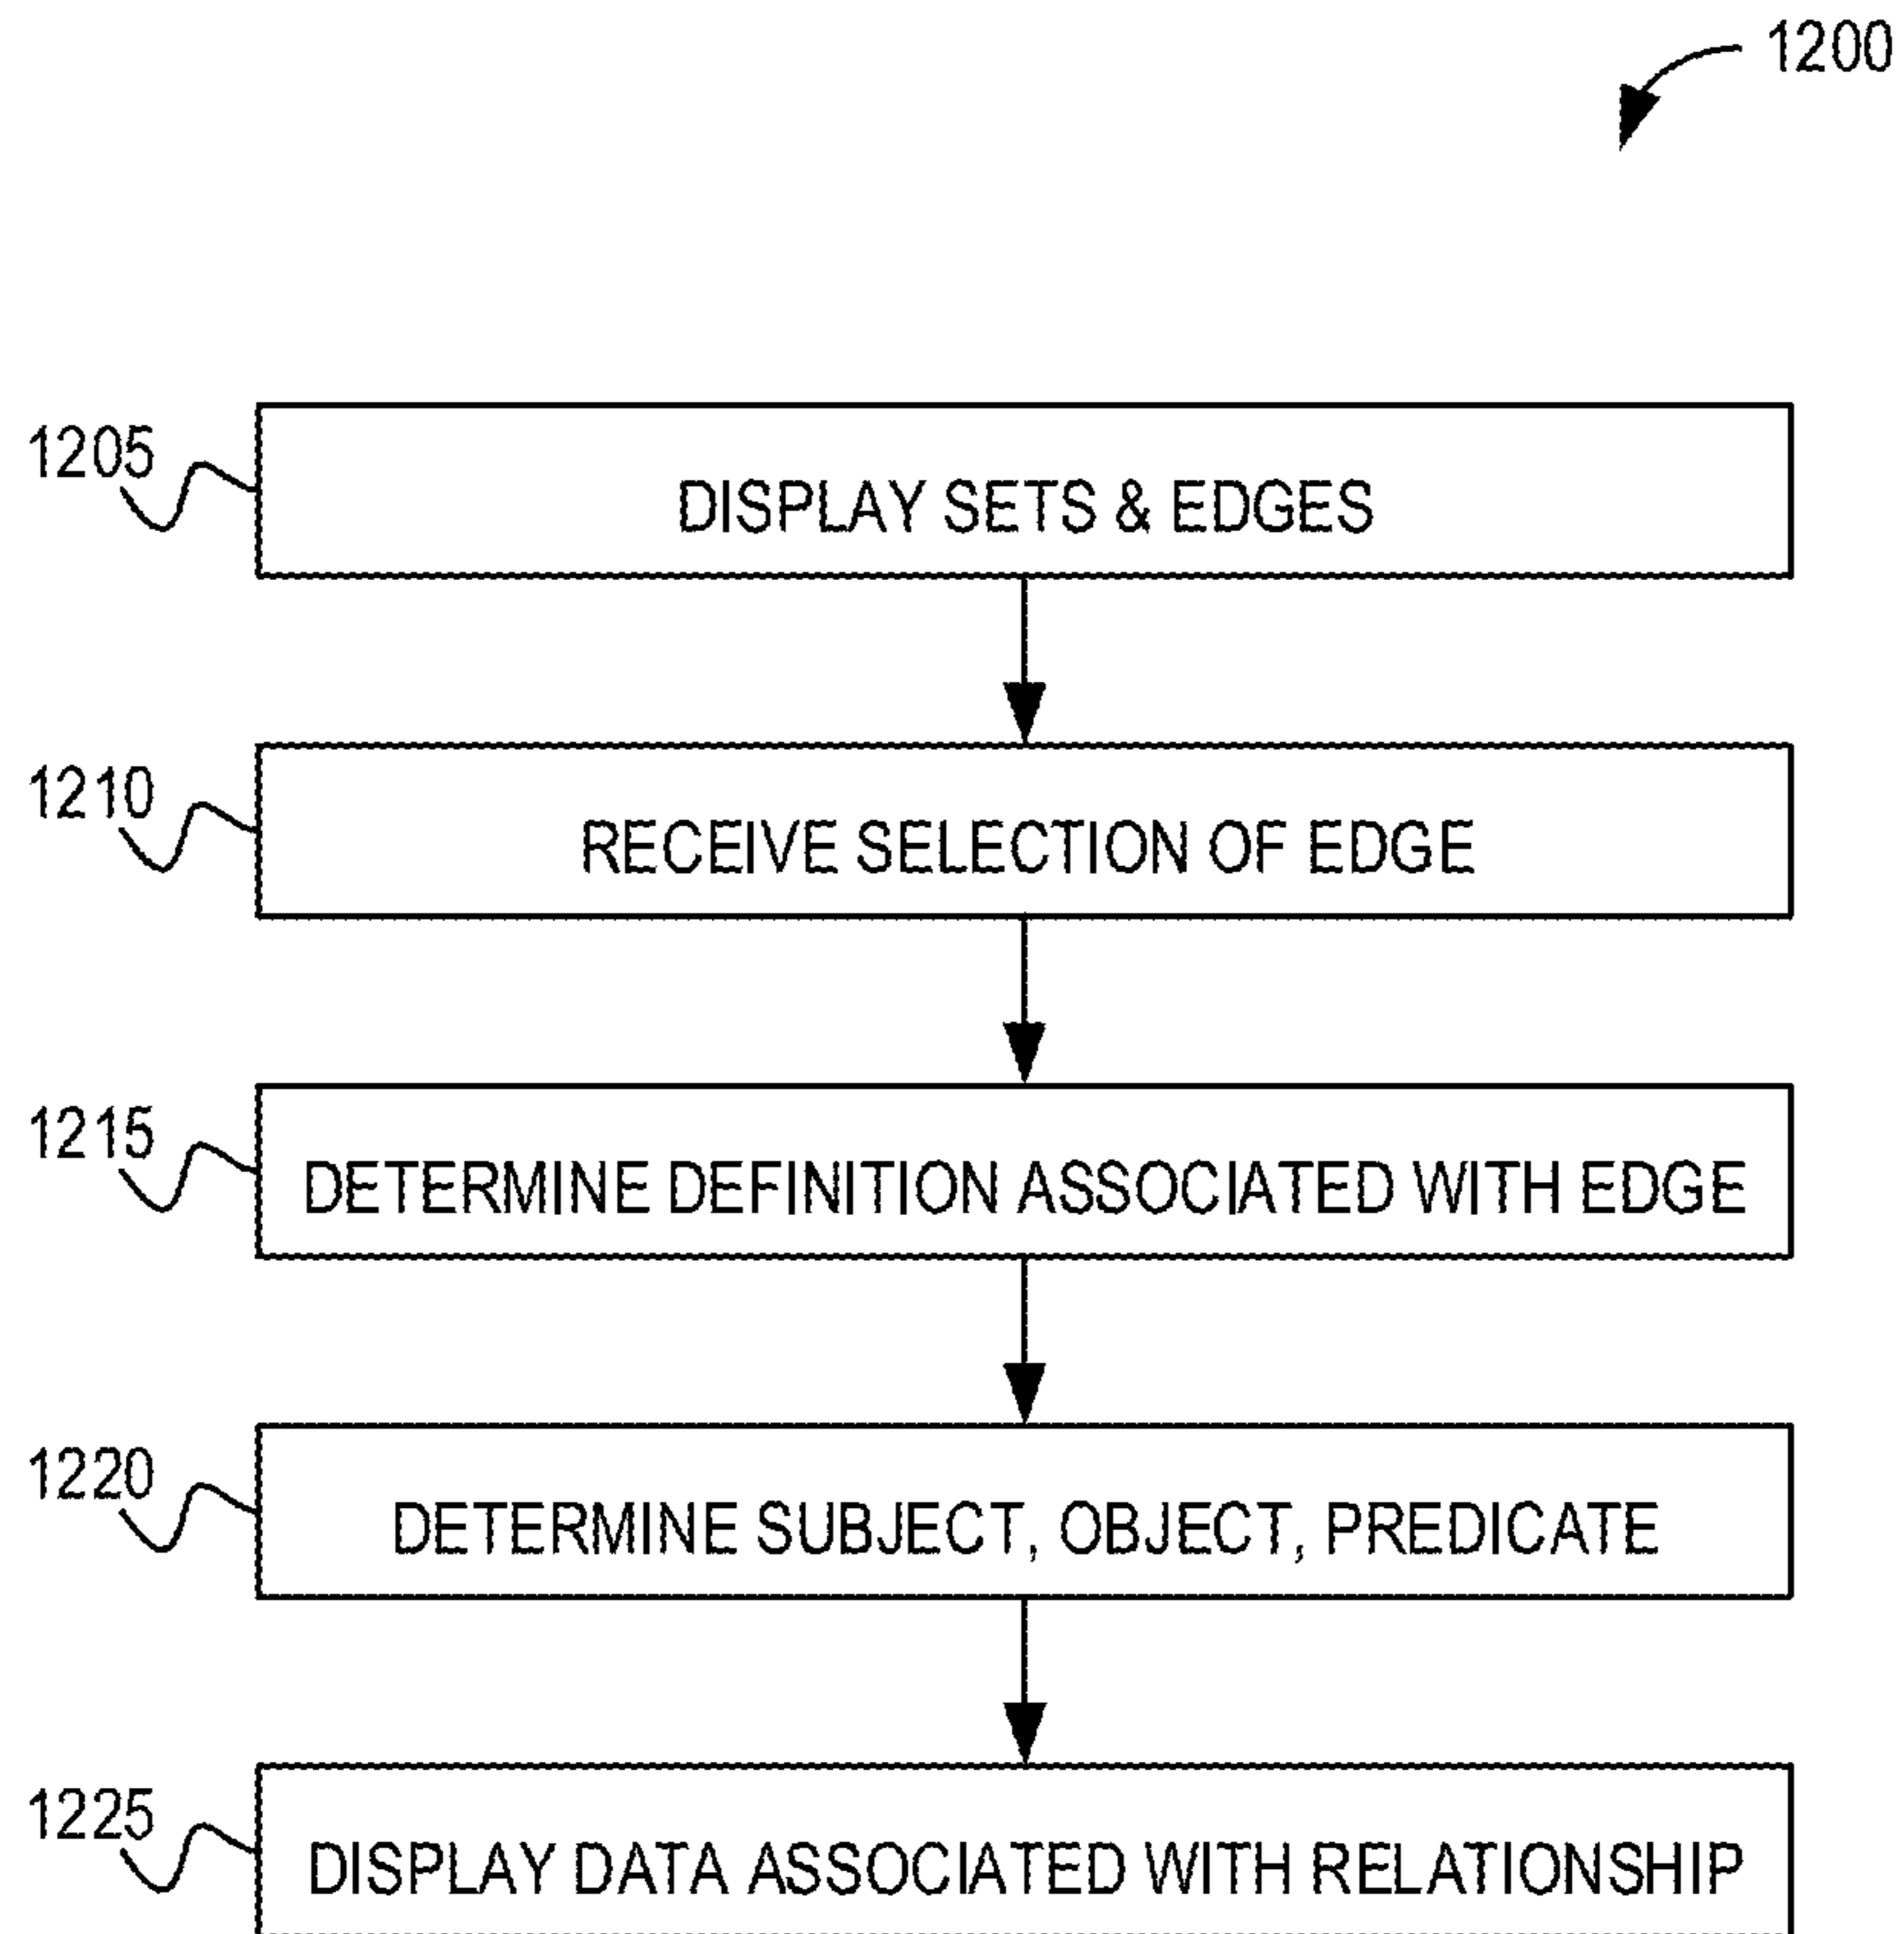 1200
1205
DISPLAY SETS & EDGES
1210
RECEIVE SELECTION OF EDGE
1215
DETERMINE DEFINITION ASSOCIATED WITH EDGE
1220
DETERMINE SUBJECT, OBJECT, PREDICATE
1225
DISPLAY DATA ASSOCIATED WITH RELATIONSHIP